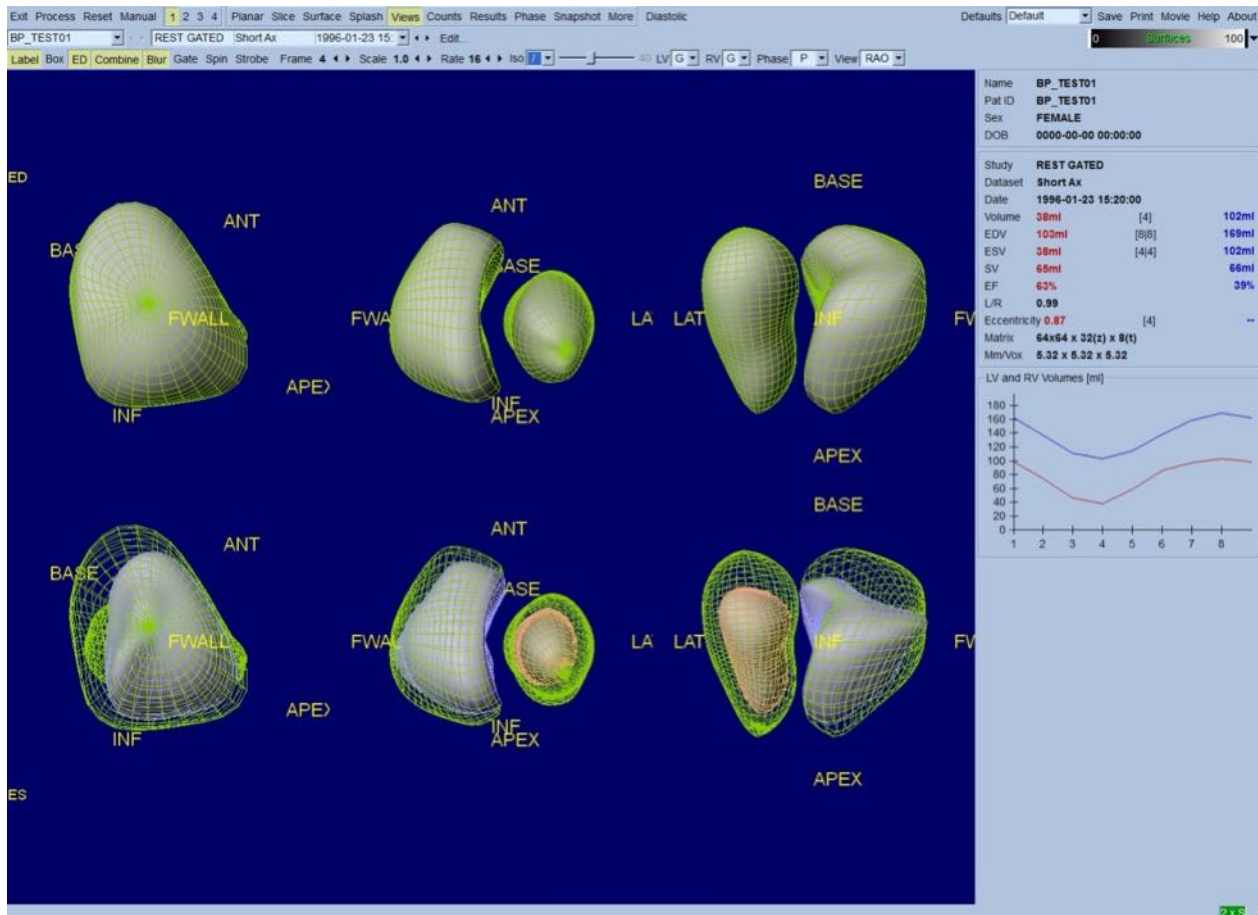 Exit Process Reset Manual 1 2 3 4 Planar Slice Surface Splash Views Counts Results Phase Snapshot More Diastolic Defaults Default Save Print Movie Help About
BP_TEST01 REST GATED Short Ax 1996-01-23 15: Edit... 0 Surfaces 100
Label Box ED Combine Blur Gate Spin Strobe Frame 4 Scale 1.0 Rate 16 Iso / 40 LV G RV G Phase P View RAO
Name BP_TEST01
Pat ID BP_TEST01
Sex FEMALE
DOB 0000-00-00 00:00:00
Study REST GATED
Dataset Short Ax
Date 1996-01-23 15:20:00
Volume 38ml [4] 102ml
EDV 103ml [8|8] 169ml
ESV 38ml [4|4] 102ml
SV 65ml 66ml
EF 63% 39%
L/R 0.99
Eccentricity 0.87 [4] --
Matrix 64x64 x 32(z) x 8(t)
Mm/Vox 5.32 x 5.32 x 5.32
LV and RV Volumes [ml]
180
160
140
120
100
80
60
40
20
0
1 2 3 4 5 6 7 8
ED
BASE
ANT
ANT
BAS BASE
FWALL FWA LA LAT INF FW
APEX
INF
INF
APEX
APEX
BASE
ANT
ANT
BASE BASE
FWALL FWAL LA LAT INF FW
APEX
INF
INF
APEX
APEX
ES
2 x S